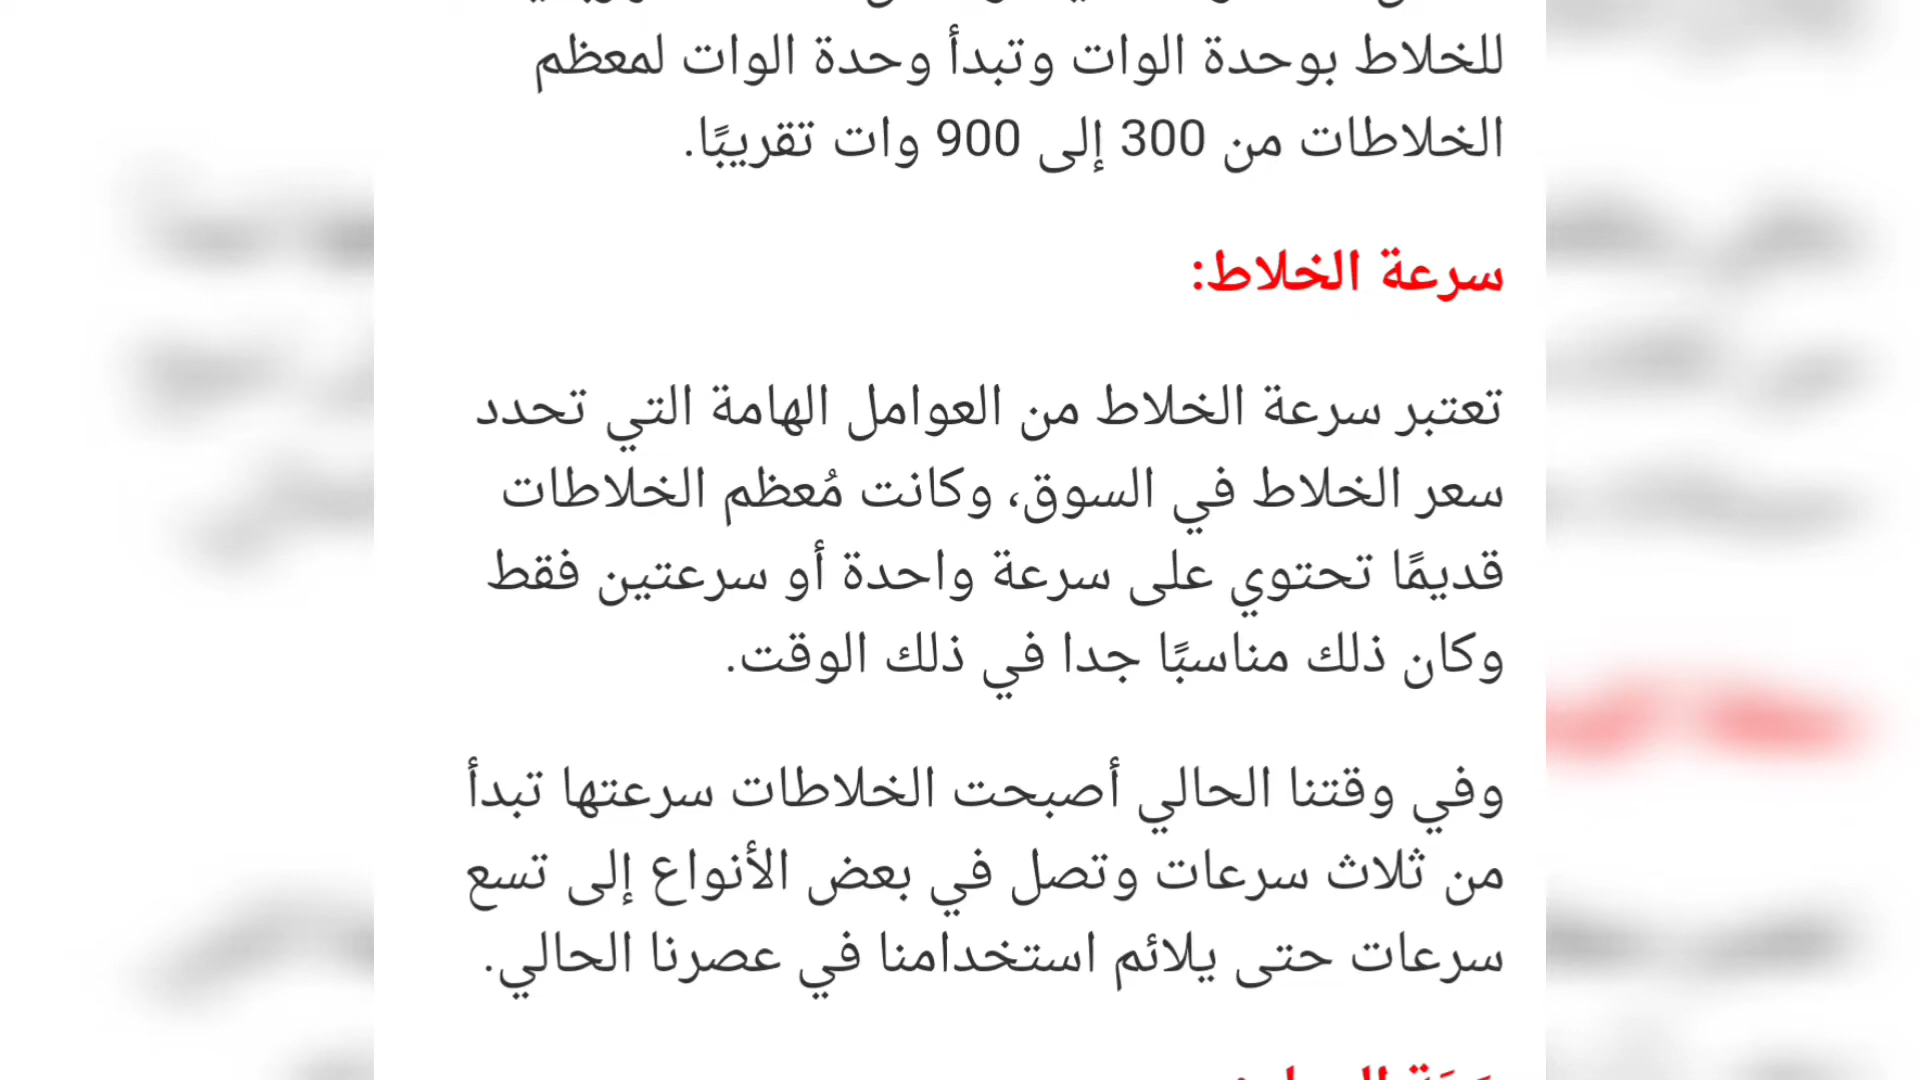 للخلاط بوحدة الوات وتبدأ وحدة الوات لمعظم
الخلاطات من 300 إلى 900 وات تقريبًا.
سرعة الخلاط:
تعتبر سرعة الخلاط من العوامل الهامة التي تحدد
سعر الخلاط في السوق، وكانت مُعظم الخلاطات
قديمًا تحتوي على سرعة واحدة أو سرعتين فقط
وكان ذلك مناسبًا جدا في ذلك الوقت.
وفي وقتنا الحالي أصبحت الخلاطات سرعتها تبدأ
من ثلاث سرعات وتصل في بعض الأنواع إلى تسع
سرعات حتى يلائم استخدامنا في عصرنا الحالي.